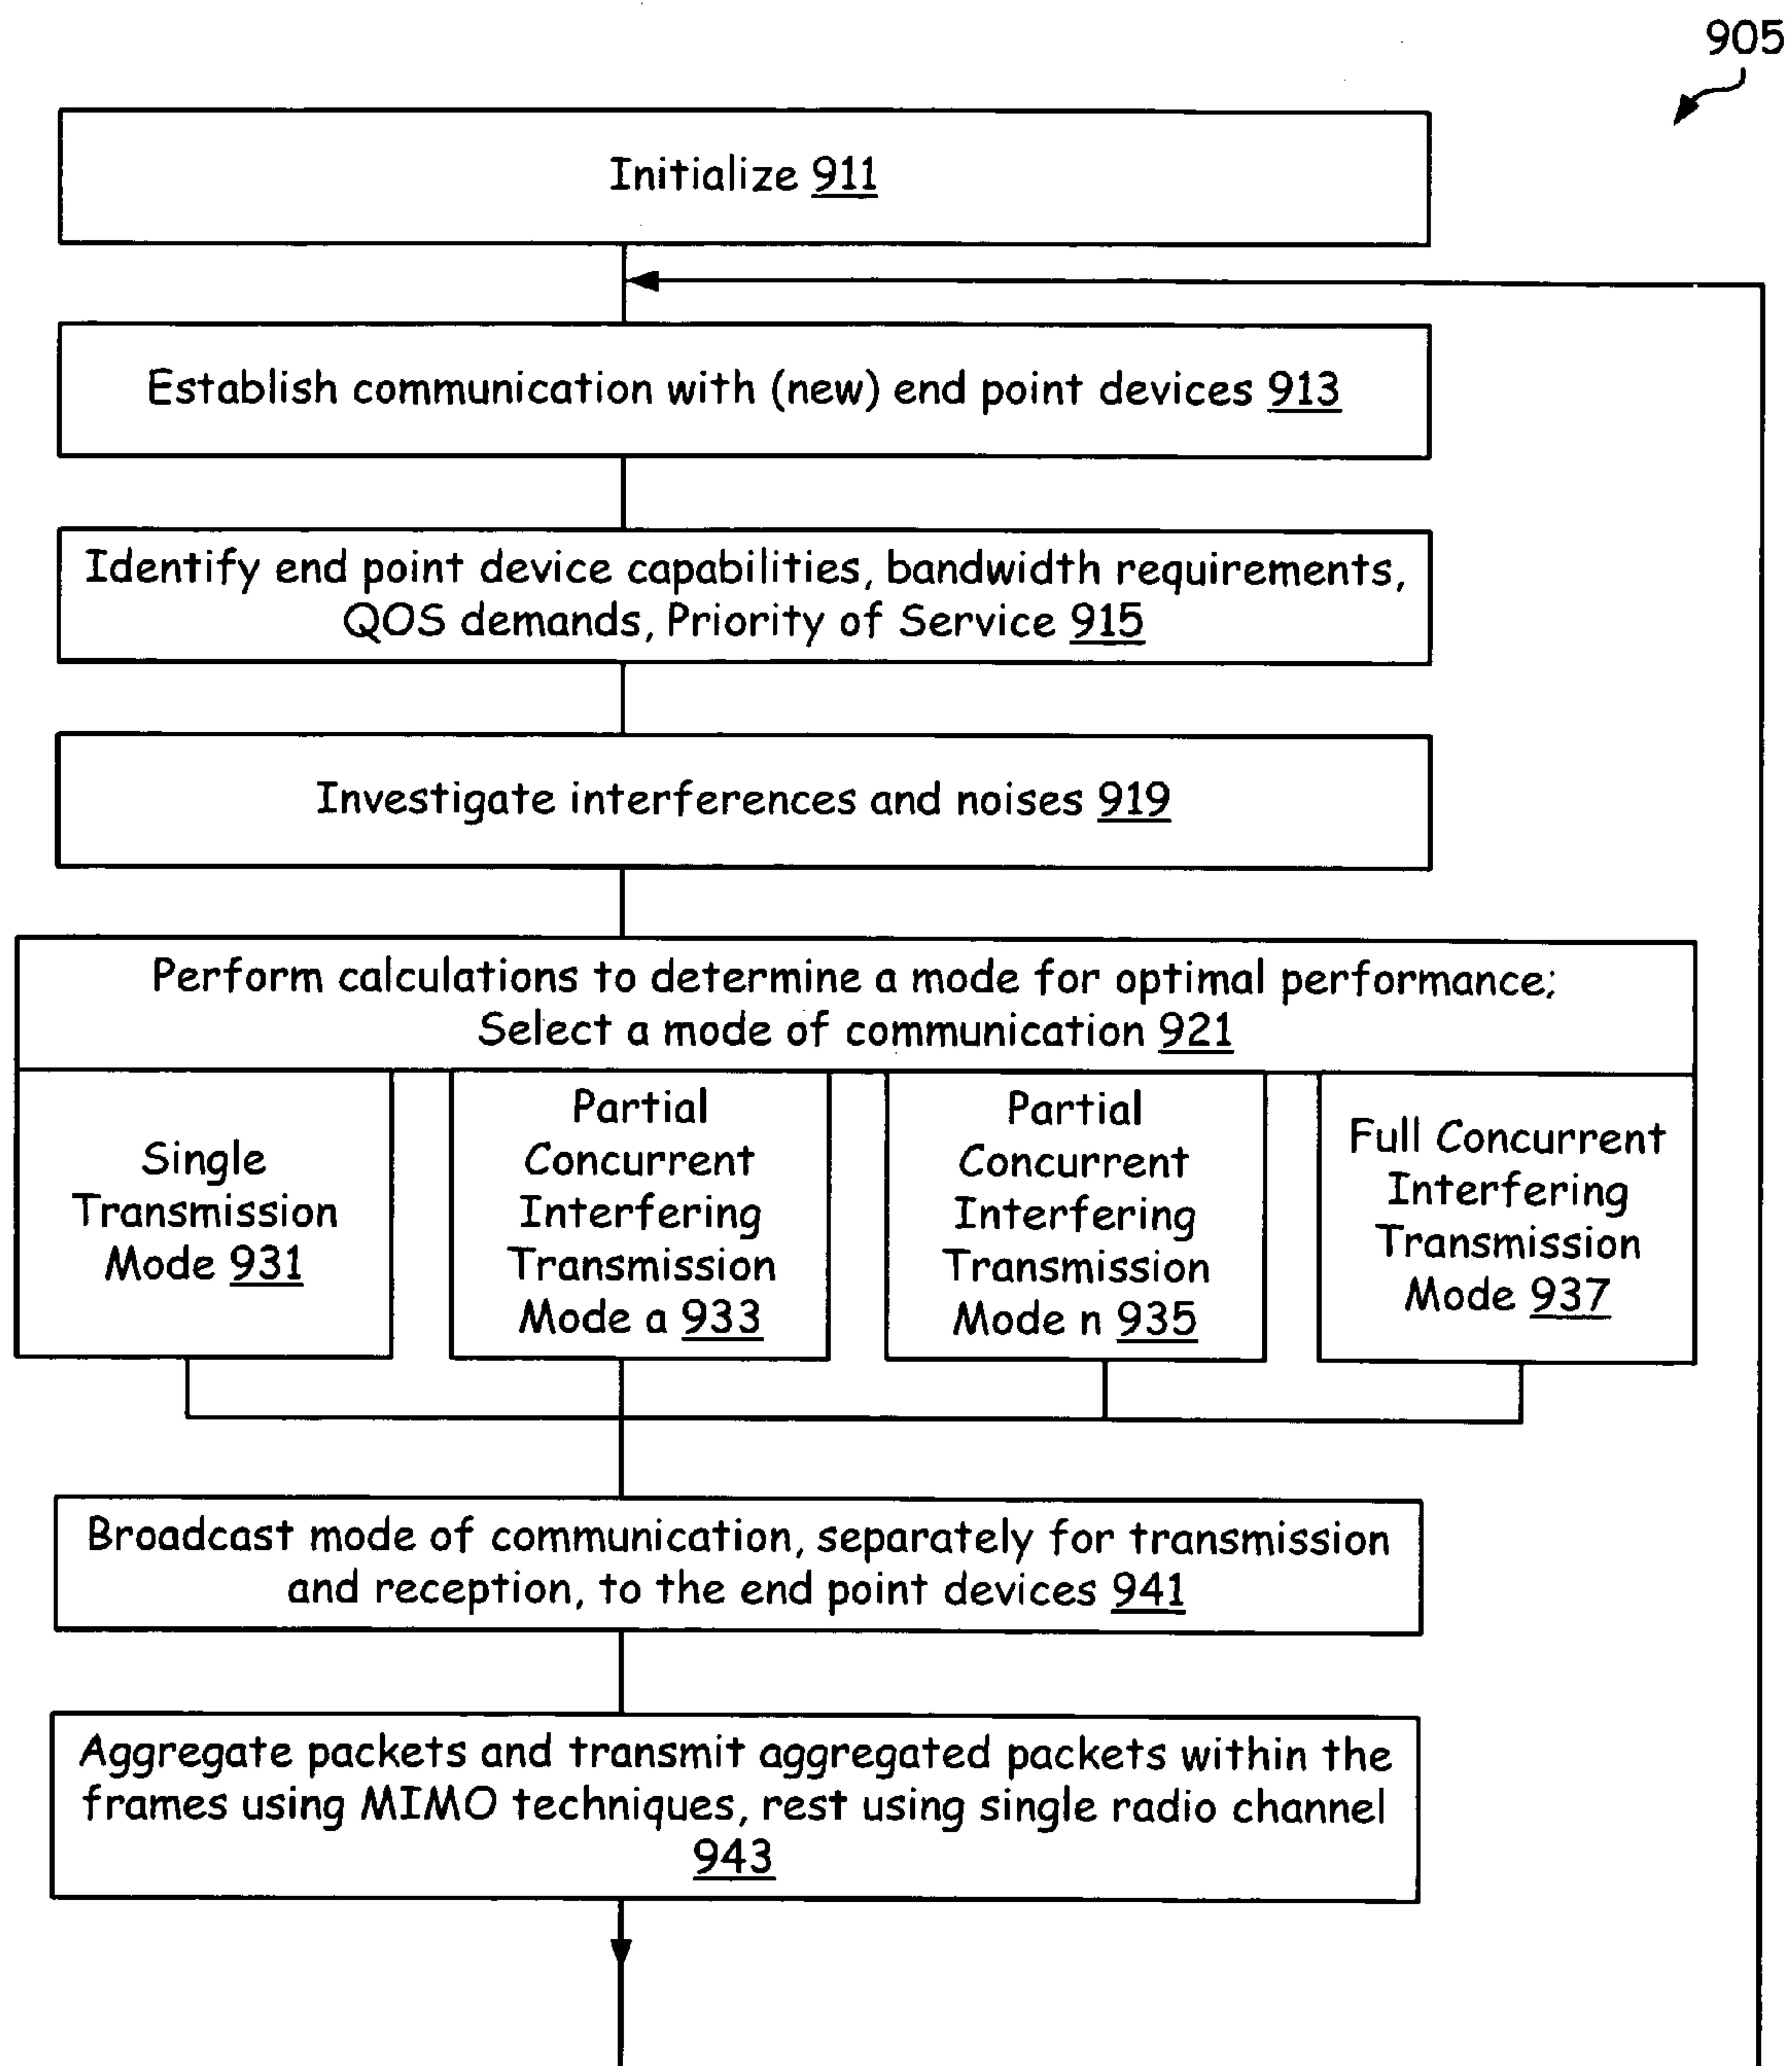 905
Initialize 911
Establish communication with (new) end point devices 913
Identify end point device capabilities, bandwidth requirements,
QOS demands, Priority of Service 915
Investigate interferences and noises 919
Perform calculations to determine a mode for optimal performance;
Select a mode of communication 921
Single
Transmission
Mode 931
Partial
Concurrent
Interfering
Transmission
Mode a 933
Partial
Concurrent
Interfering
Transmission
Mode n 935
Full Concurrent
Interfering
Transmission
Mode 937
Broadcast mode of communication, separately for transmission
and reception, to the end point devices 941
Aggregate packets and transmit aggregated packets within the
frames using MIMO techniques, rest using single radio channel
943